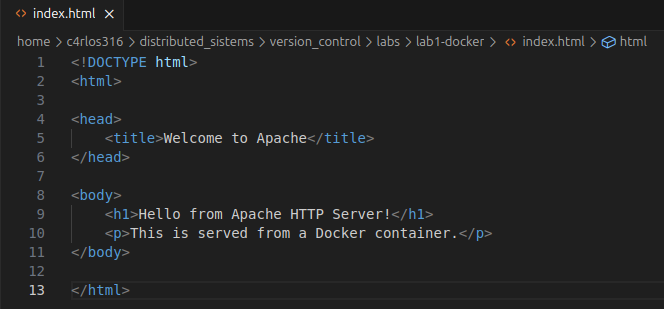 index.html
home > c4rlos316 > distributed_sistems > version_control > labs > lab1-docker > index.html > html
1 <!DOCTYPE html>
2 <html>
3
4 <head>
5     <title>Welcome to Apache</title>
6 </head>
7
8 <body>
9     <h1>Hello from Apache HTTP Server!</h1>
10     <p>This is served from a Docker container.</p>
11 </body>
12
13 </html>